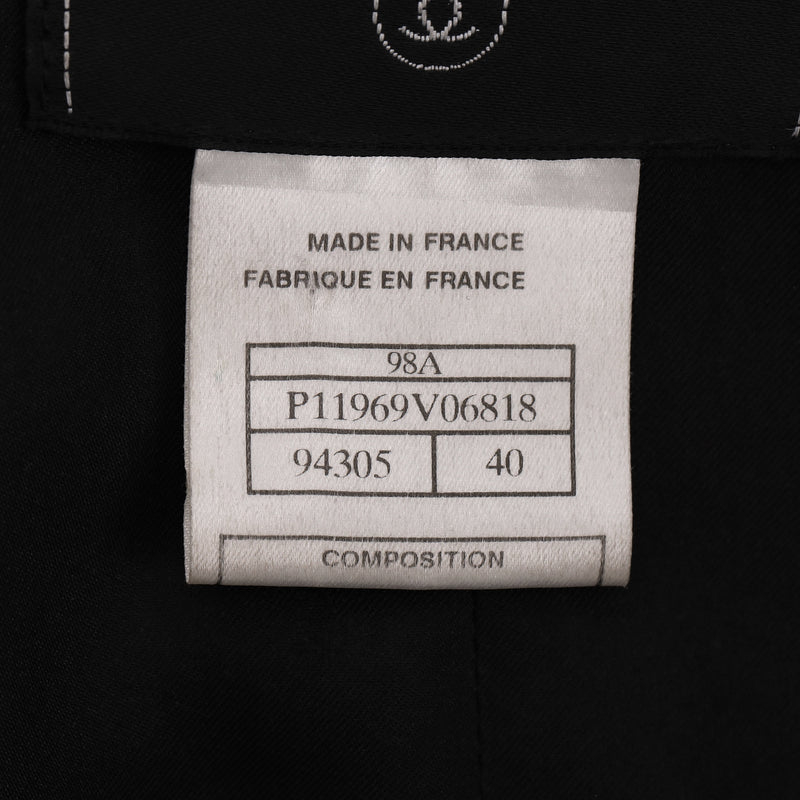 MADE IN FRANCE
FABRIQUE EN FRANCE
98A
P11969V06818
94305 40
COMPOSITION